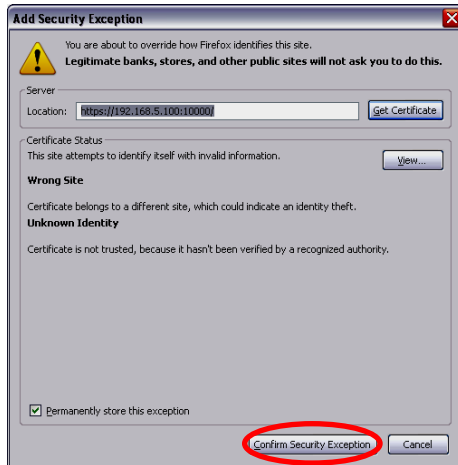 Add Security Exception
You are about to override how Firefox identifies this site.
Legitimate banks, stores, and other public sites will not ask you to do this.
Server
Location: https://192.168.5.100:10000/ Get Certificate
Certificate Status
This site attempts to identify itself with invalid information. View...
Wrong Site
Certificate belongs to a different site, which could indicate an identity theft.
Unknown Identity
Certificate is not trusted, because it hasn't been verified by a recognized authority.
Permanently store this exception
Confirm Security Exception Cancel